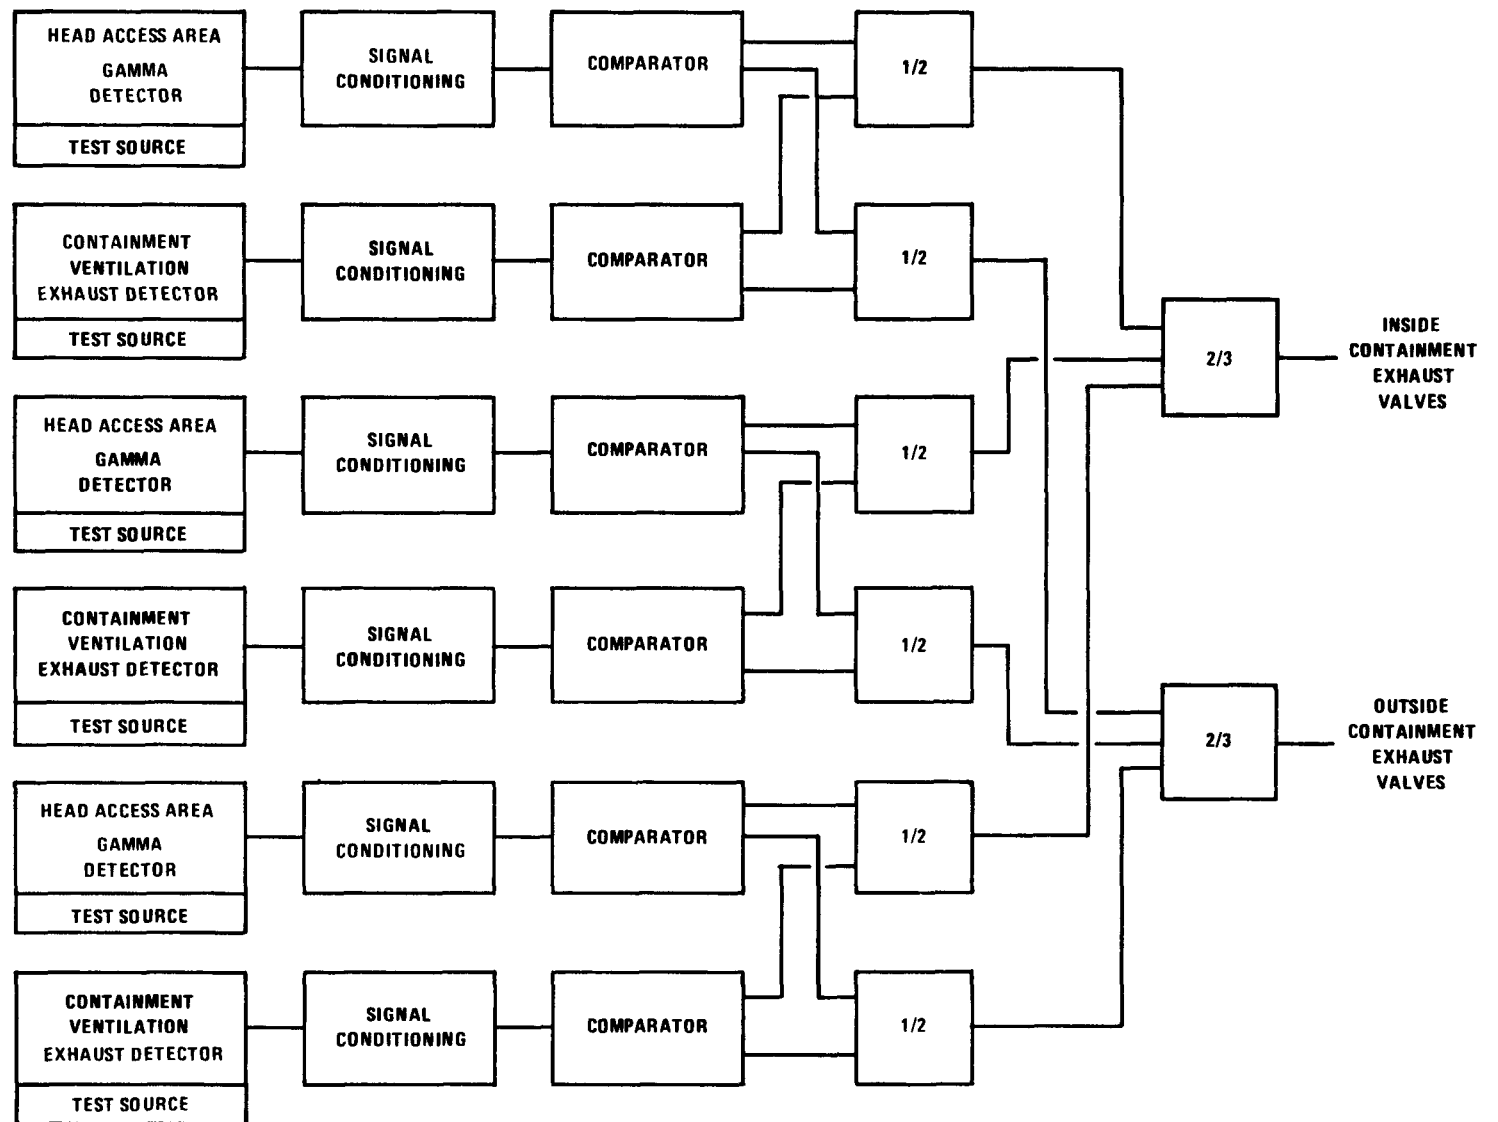 HEAD ACCESS AREA
GAMMA
DETECTOR
TEST SOURCE
SIGNAL
CONDITIONING
COMPARATOR
1/2
CONTAINMENT
VENTILATION
EXHAUST DETECTOR
TEST SOURCE
SIGNAL
CONDITIONING
COMPARATOR
1/2
HEAD ACCESS AREA
GAMMA
DETECTOR
TEST SOURCE
SIGNAL
CONDITIONING
COMPARATOR
1/2
CONTAINMENT
VENTILATION
EXHAUST DETECTOR
TEST SOURCE
SIGNAL
CONDITIONING
COMPARATOR
1/2
HEAD ACCESS AREA
GAMMA
DETECTOR
TEST SOURCE
SIGNAL
CONDITIONING
COMPARATOR
1/2
CONTAINMENT
VENTILATION
EXHAUST DETECTOR
TEST SOURCE
SIGNAL
CONDITIONING
COMPARATOR
1/2
2/3
INSIDE
CONTAINMENT
EXHAUST
VALVES
2/3
OUTSIDE
CONTAINMENT
EXHAUST
VALVES